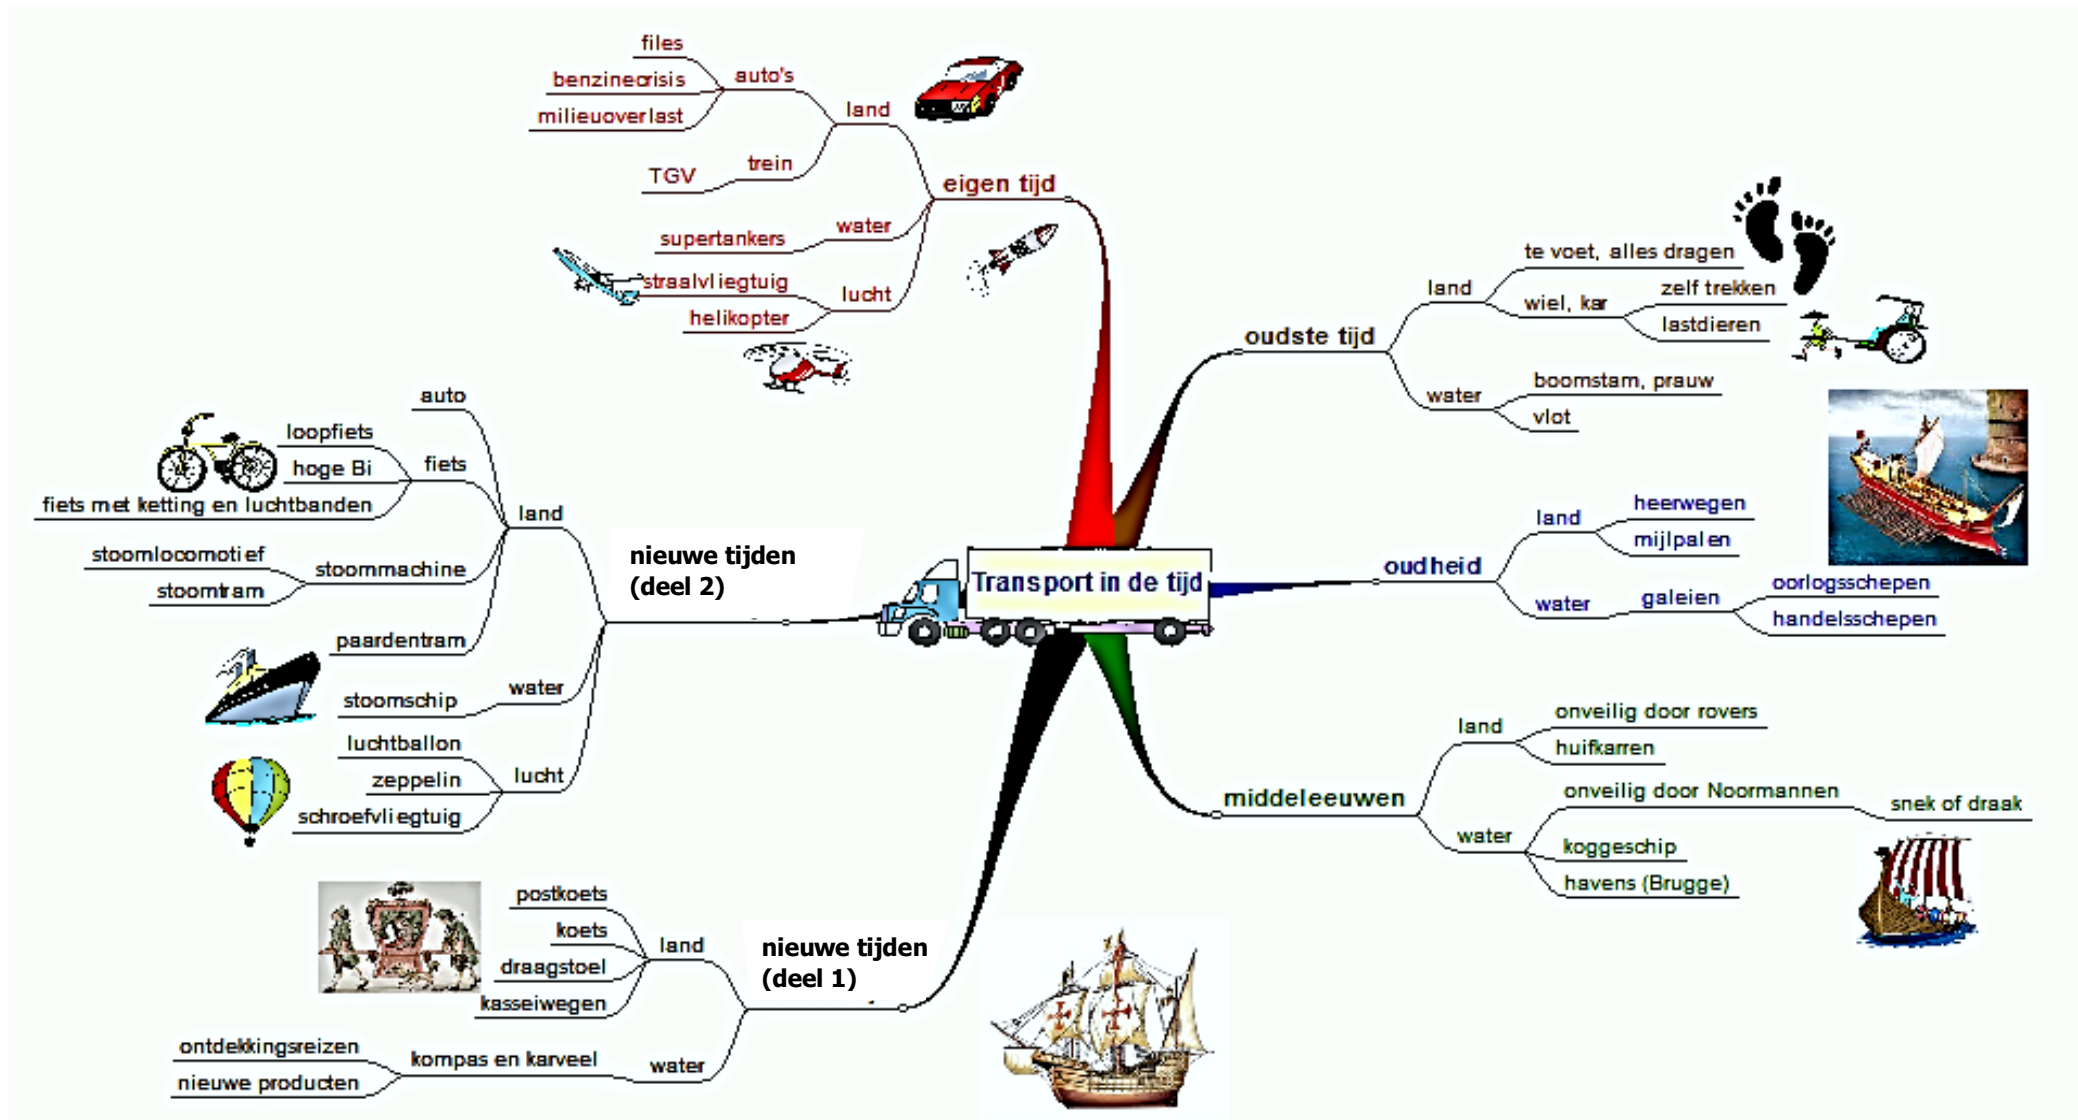 Transport in de tijd
oudste tijd
land
te voet, alles dragen
wiel, kar
zelf trekken
lastdieren
water
boomstam, prauw
vlot
oudheid
land
heerwegen
mijlpalen
water
galeien
oorlogsschepen
handelsschepen
middeleeuwen
land
onveilig door rovers
huifkarren
water
onveilig door Noormannen
snek of draak
koggeschip
havens (Brugge)
nieuwe tijden
(deel 1)
land
postkoets
koets
draagstoel
kasseiwegen
water
kompas en karveel
ontdekkingsreizen
nieuwe producten
nieuwe tijden
(deel 2)
land
auto
fiets
loopfiets
hoge Bi
fiets met ketting en luchtbanden
stoommachine
stoomlocomotief
stoomtram
paardentram
water
stoomschip
lucht
luchtballon
zeppelin
schroefvliegtuig
eigen tijd
land
auto's
files
benzinecrisis
milieuoverlast
trein
TGV
water
supertankers
lucht
straalvliegtuig
helikopter